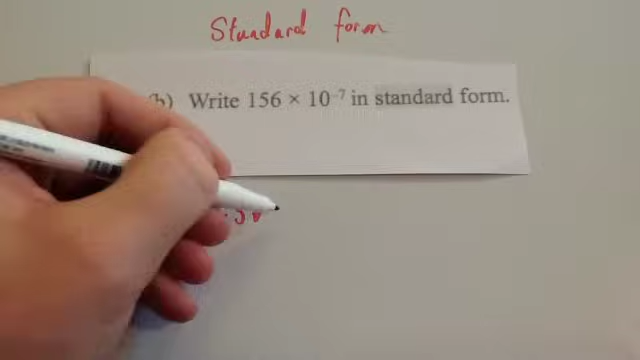 Standard form
(b) Write 156 × 10⁻⁷ in standard form.